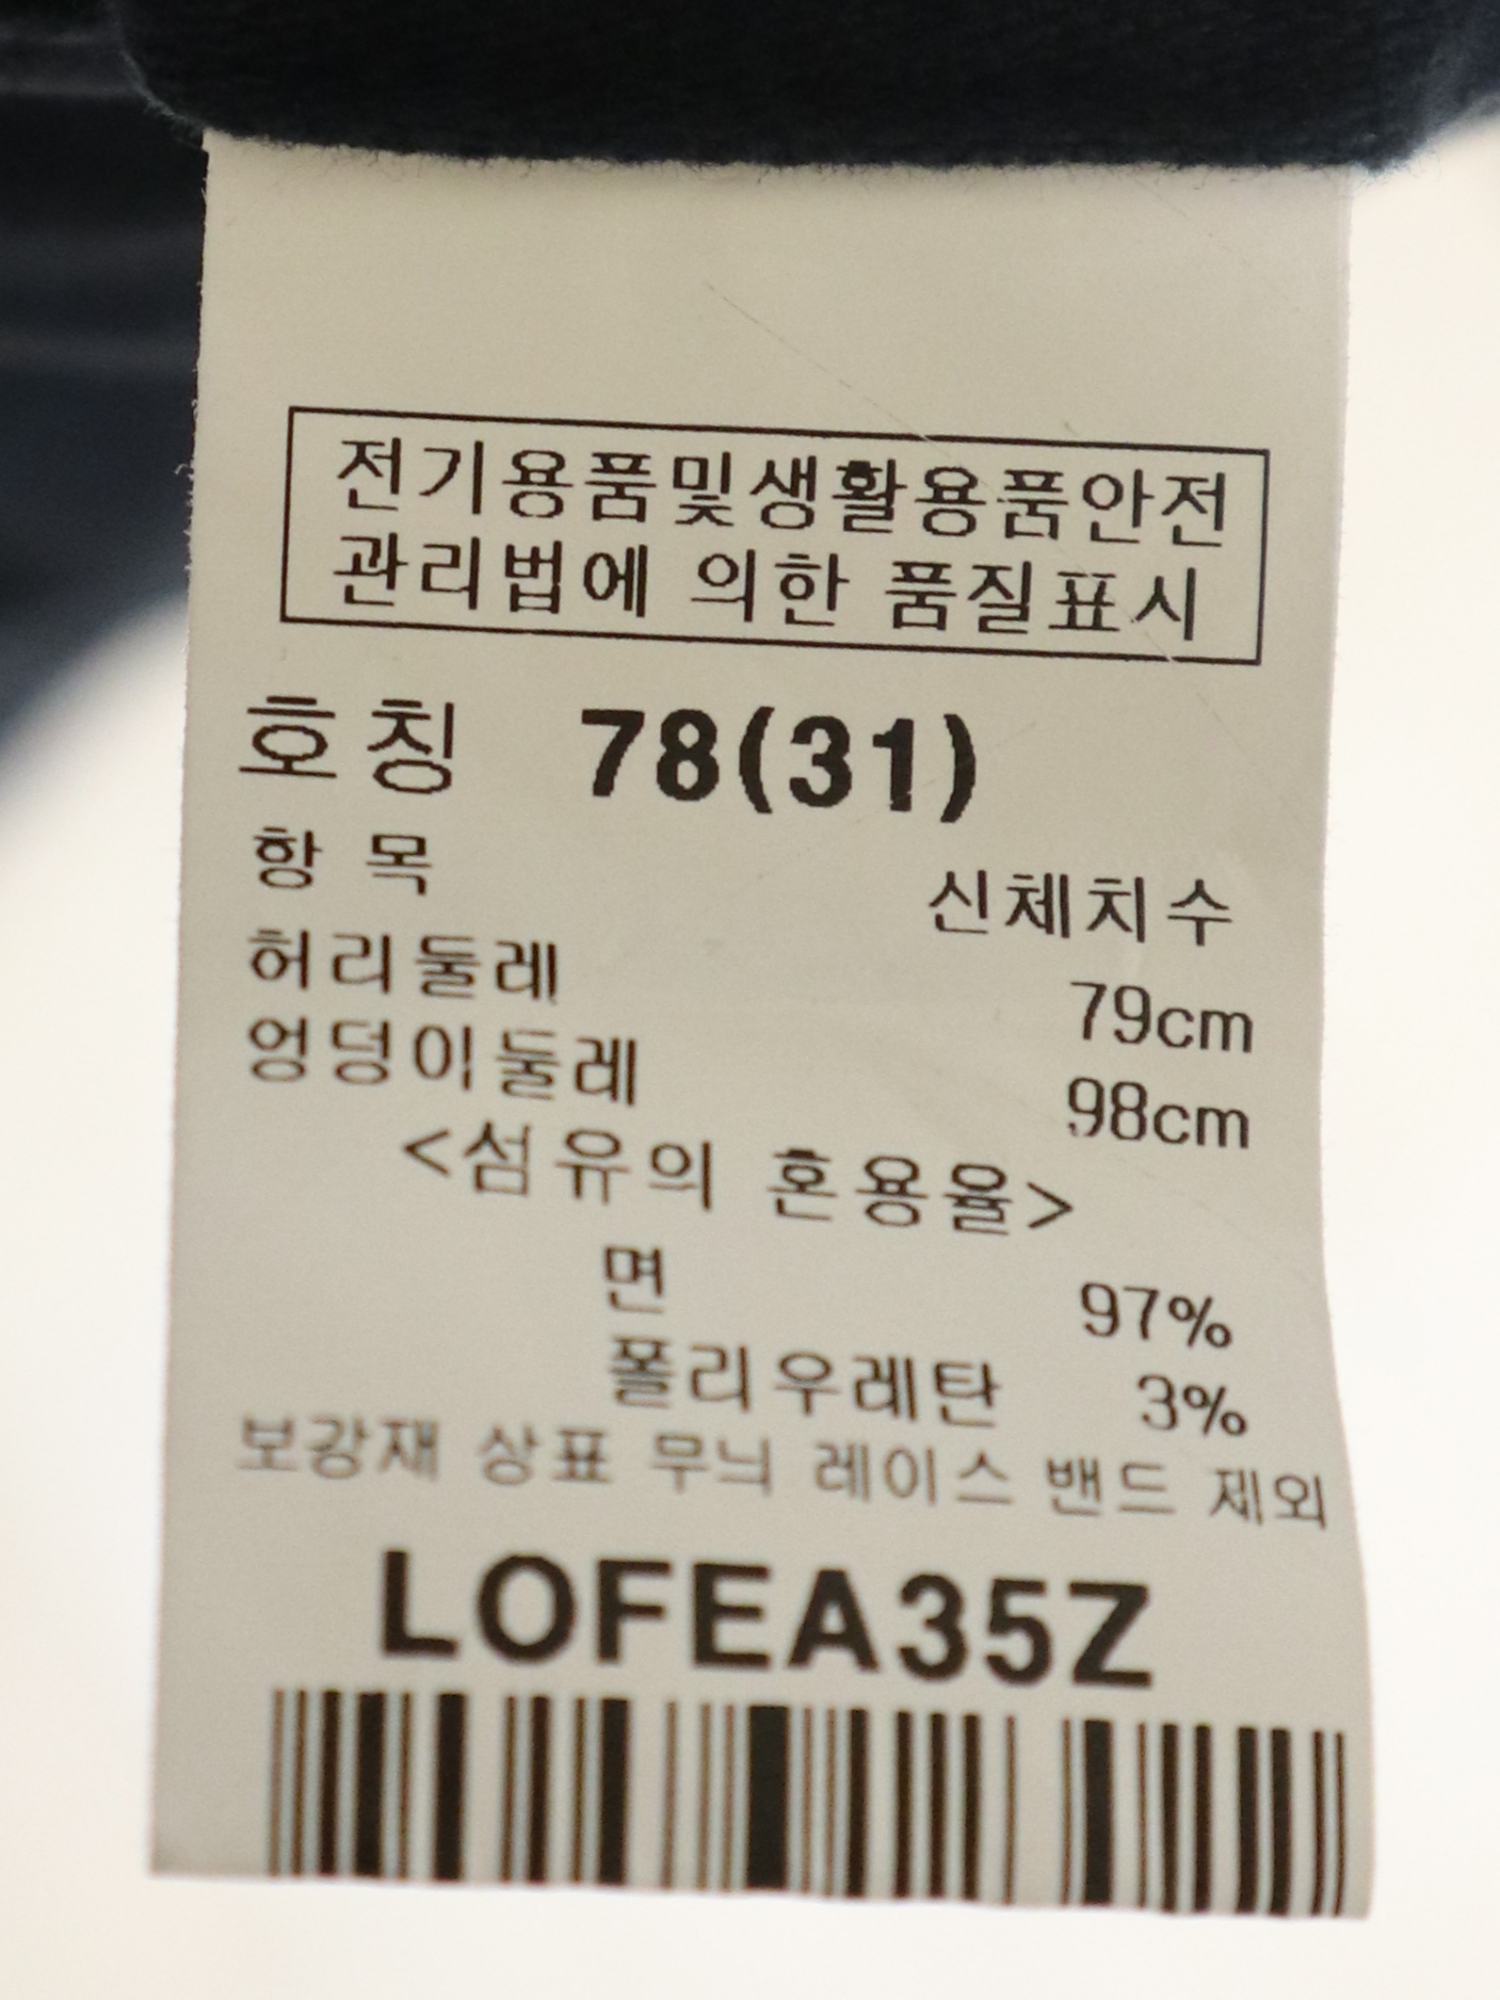 전기용품및생활용품안전
관리법에 의한 품질표시
호칭 78(31)
항 목 신체치수
허리둘레 79cm
엉덩이둘레 98cm
<섬유의 혼용율>
면 97%
폴리우레탄 3%
보강재 상표 무늬 레이스 밴드 제외
LOFEA35Z